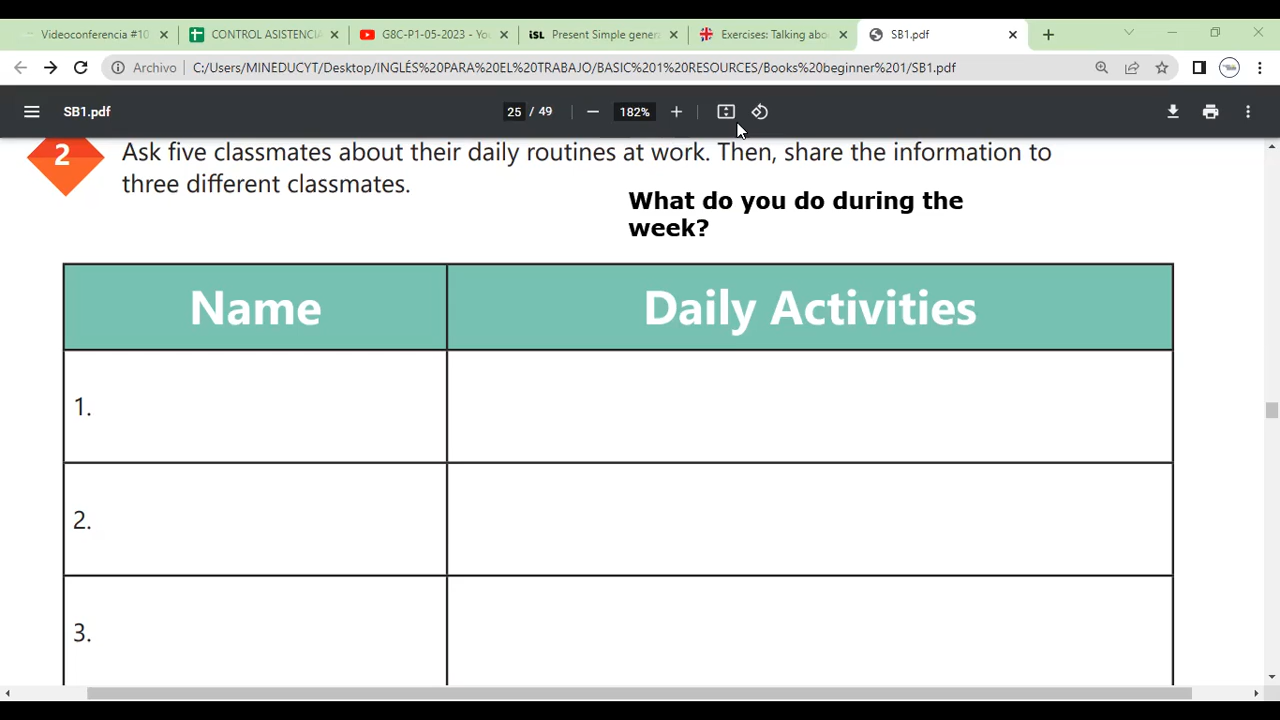 Videoconferencia #10
CONTROL ASISTENCIA
G8C-P1-05-2023 - You
iSL Present Simple gener
Exercises: Talking abo
SB1.pdf
Archivo C:/Users/MINEDUCYT/Desktop/INGLÉS%20PARA%20EL%20TRABAJO/BASIC%201%20RESOURCES/Books%20beginner%201/SB1.pdf
SB1.pdf
25 / 49
182%
2 Ask five classmates about their daily routines at work. Then, share the information to
three different classmates.
What do you do during the
week?
Name Daily Activities
1.
2.
3.